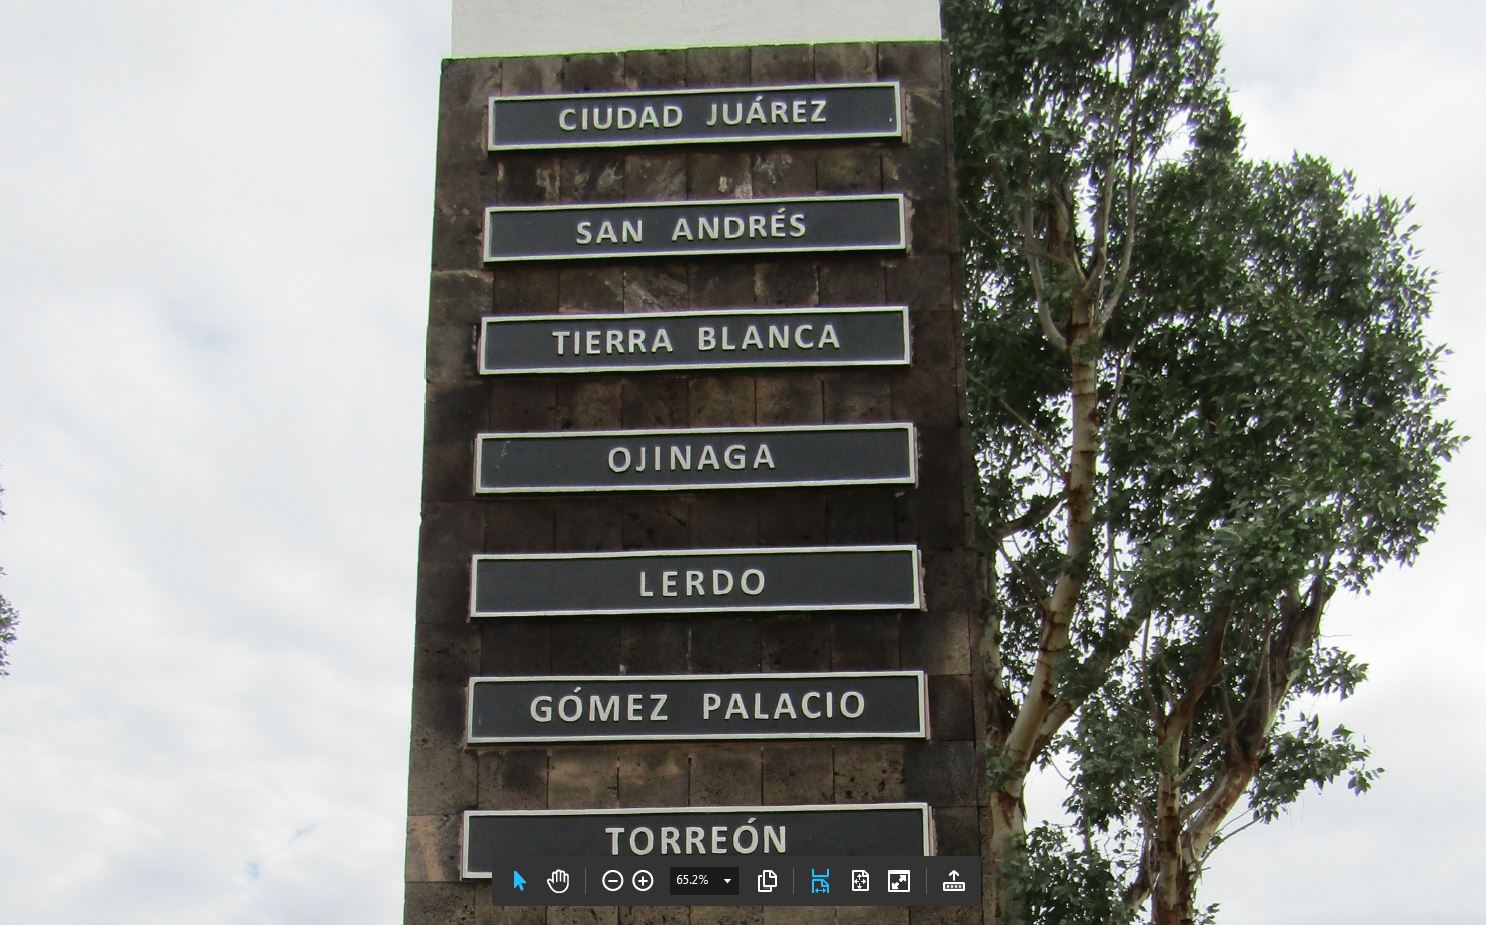 CIUDAD JUÁREZ
SAN ANDRÉS
TIERRA BLANCA
OJINAGA
LERDO
GÓMEZ PALACIO
TORREÓN
65.2%